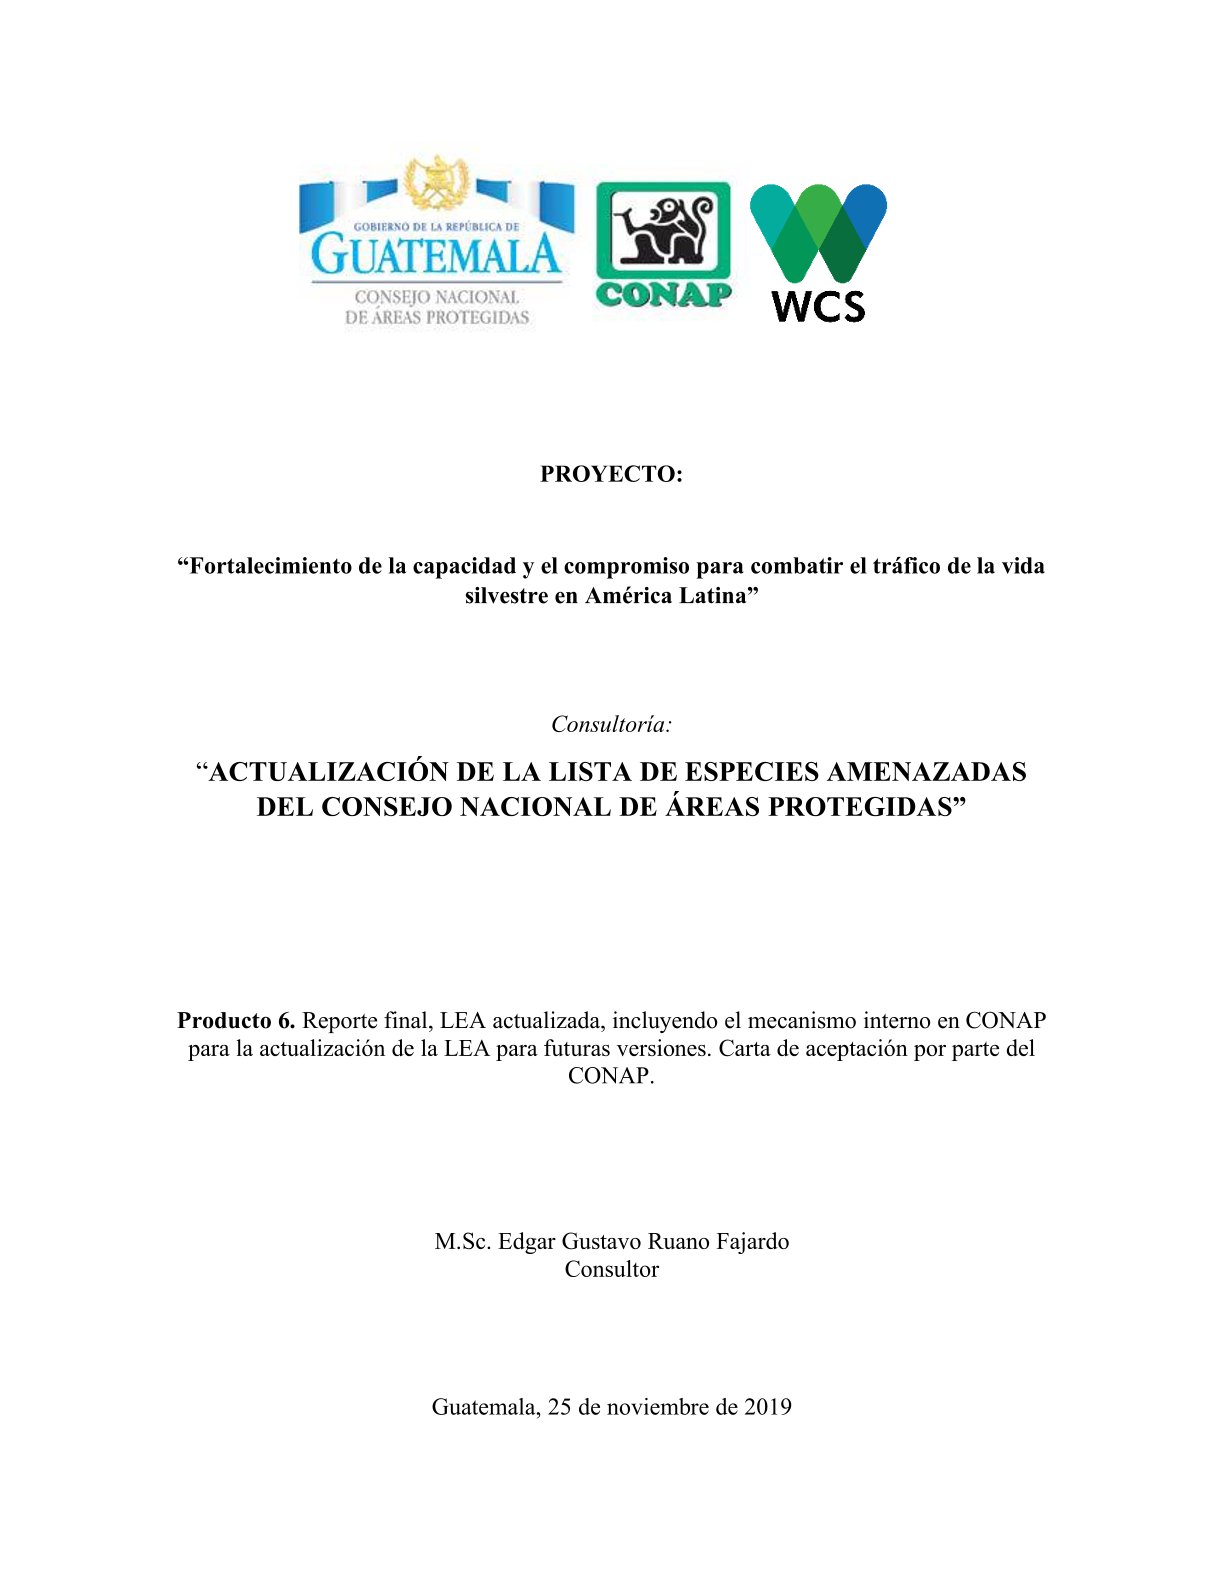 GOBIERNO DE LA REPÚBLICA DE
GUATEMALA
CONSEJO NACIONAL
DE ÁREAS PROTEGIDAS
CONAP
WCS
PROYECTO:
“Fortalecimiento de la capacidad y el compromiso para combatir el tráfico de la vida
silvestre en América Latina”
Consultoría:
“ACTUALIZACIÓN DE LA LISTA DE ESPECIES AMENAZADAS
DEL CONSEJO NACIONAL DE ÁREAS PROTEGIDAS”
Producto 6. Reporte final, LEA actualizada, incluyendo el mecanismo interno en CONAP
para la actualización de la LEA para futuras versiones. Carta de aceptación por parte del
CONAP.
M.Sc. Edgar Gustavo Ruano Fajardo
Consultor
Guatemala, 25 de noviembre de 2019